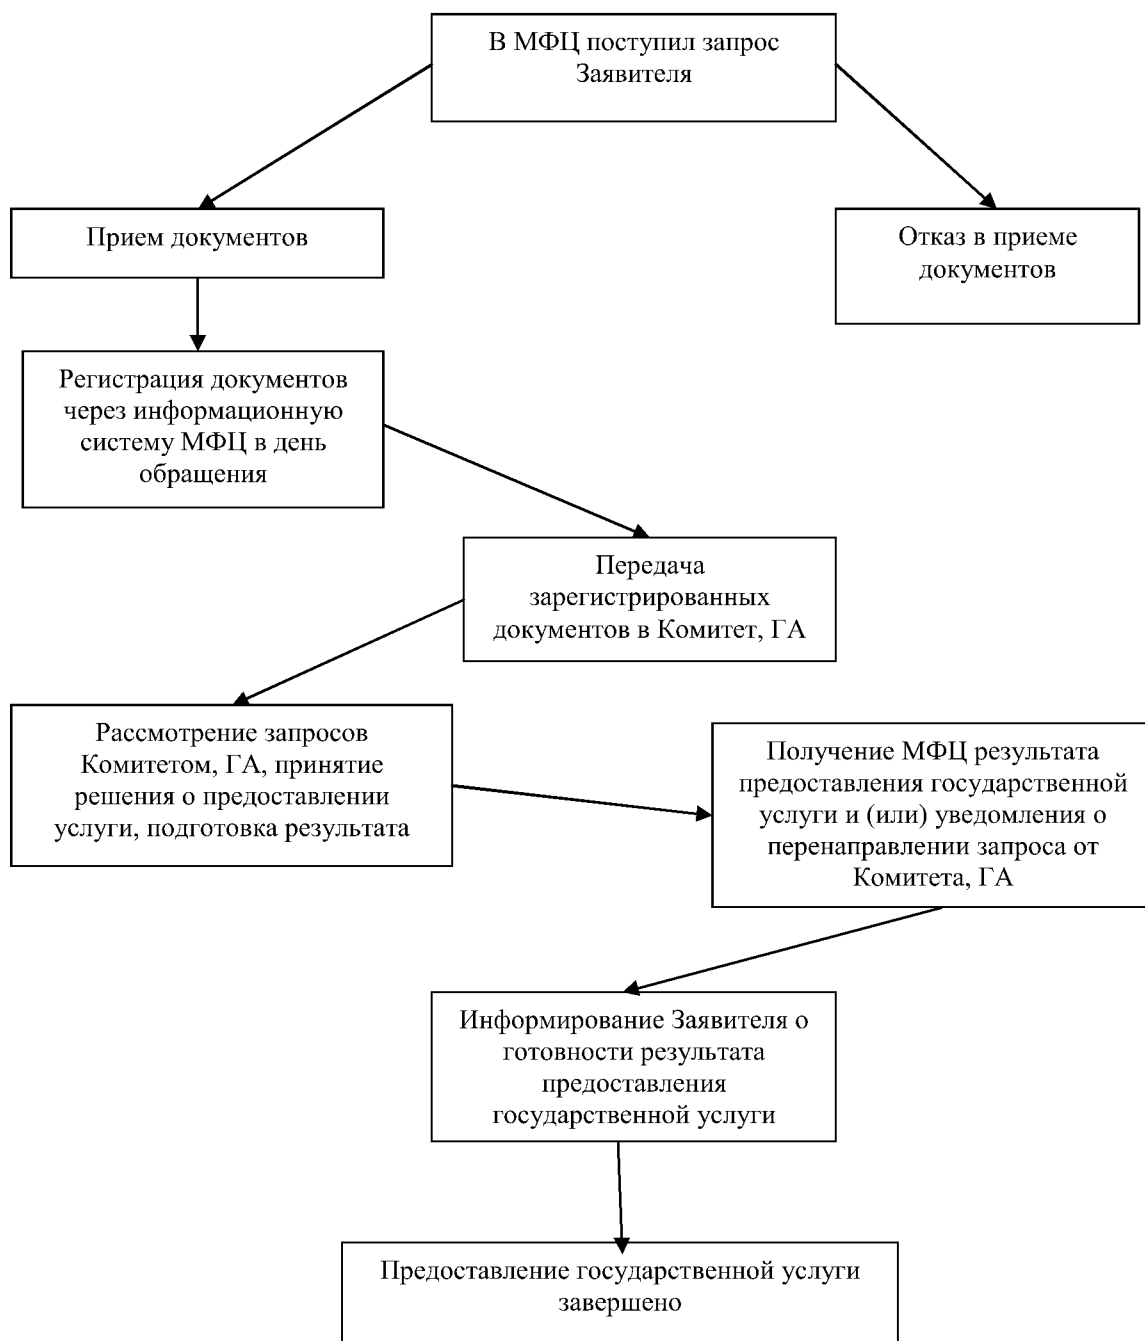 В МФЦ поступил запрос
Заявителя
Прием документов
Отказ в приеме
документов
Регистрация документов
через информационную
систему МФЦ в день
обращения
Передача
зарегистрированных
документов в Комитет, ГА
Рассмотрение запросов
Комитетом, ГА, принятие
решения о предоставлении
услуги, подготовка результата
Получение МФЦ результата
предоставления государственной
услуги и (или) уведомления о
перенаправлении запроса от
Комитета, ГА
Информирование Заявителя о
готовности результата
предоставления
государственной услуги
Предоставление государственной услуги
завершено